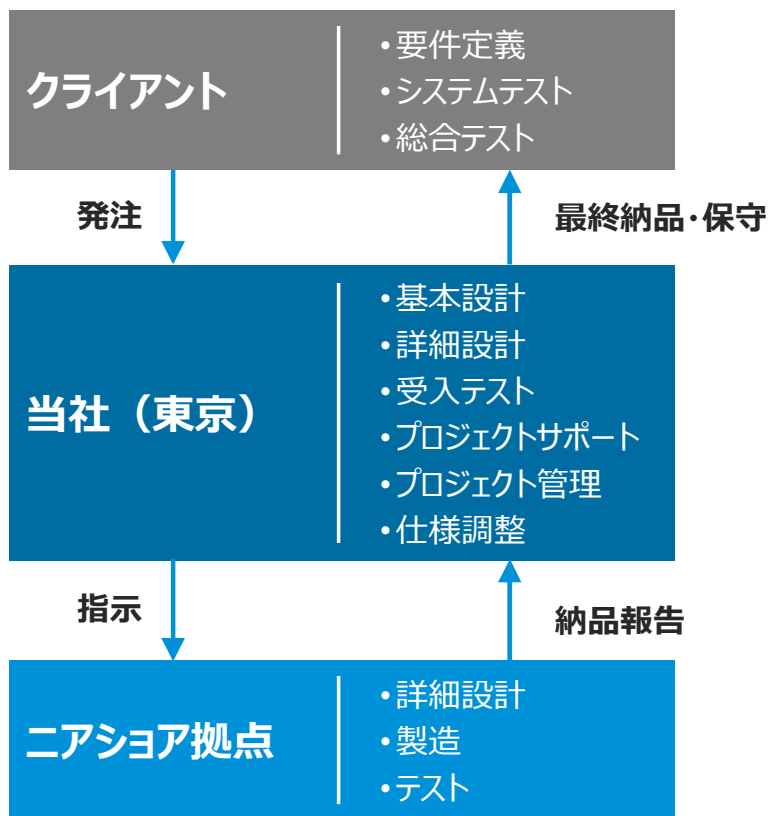 クライアント
•要件定義
•システムテスト
•総合テスト
発注
最終納品･保守
当社（東京）
•基本設計
•詳細設計
•受入テスト
•プロジェクトサポート
•プロジェクト管理
•仕様調整
指示
納品報告
ニアショア拠点
•詳細設計
•製造
•テスト